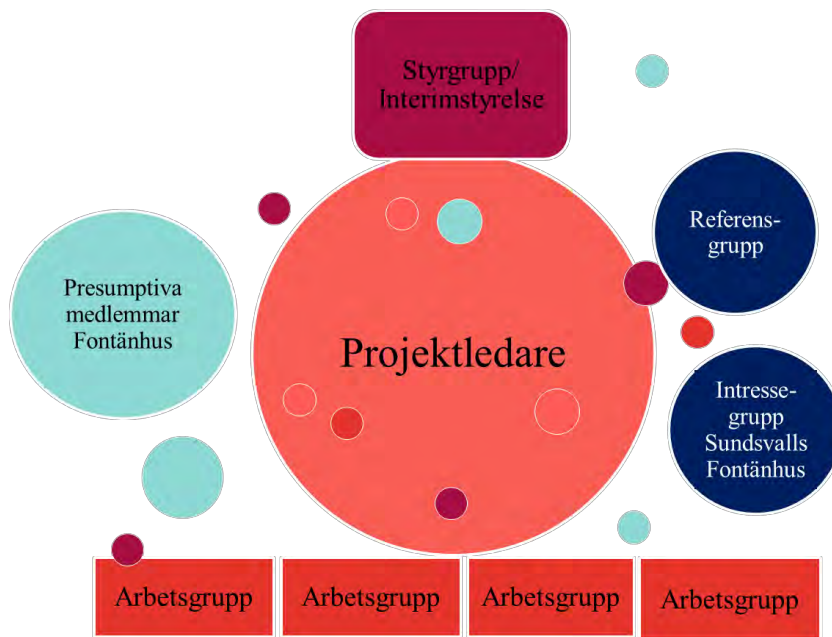 Styrgrupp/
Interimstyrelse
Referens-
grupp
Presumptiva
medlemmar
Fontänhus
Projektledare
Intresse-
grupp
Sundsvalls
Fontänhus
Arbetsgrupp
Arbetsgrupp
Arbetsgrupp
Arbetsgrupp